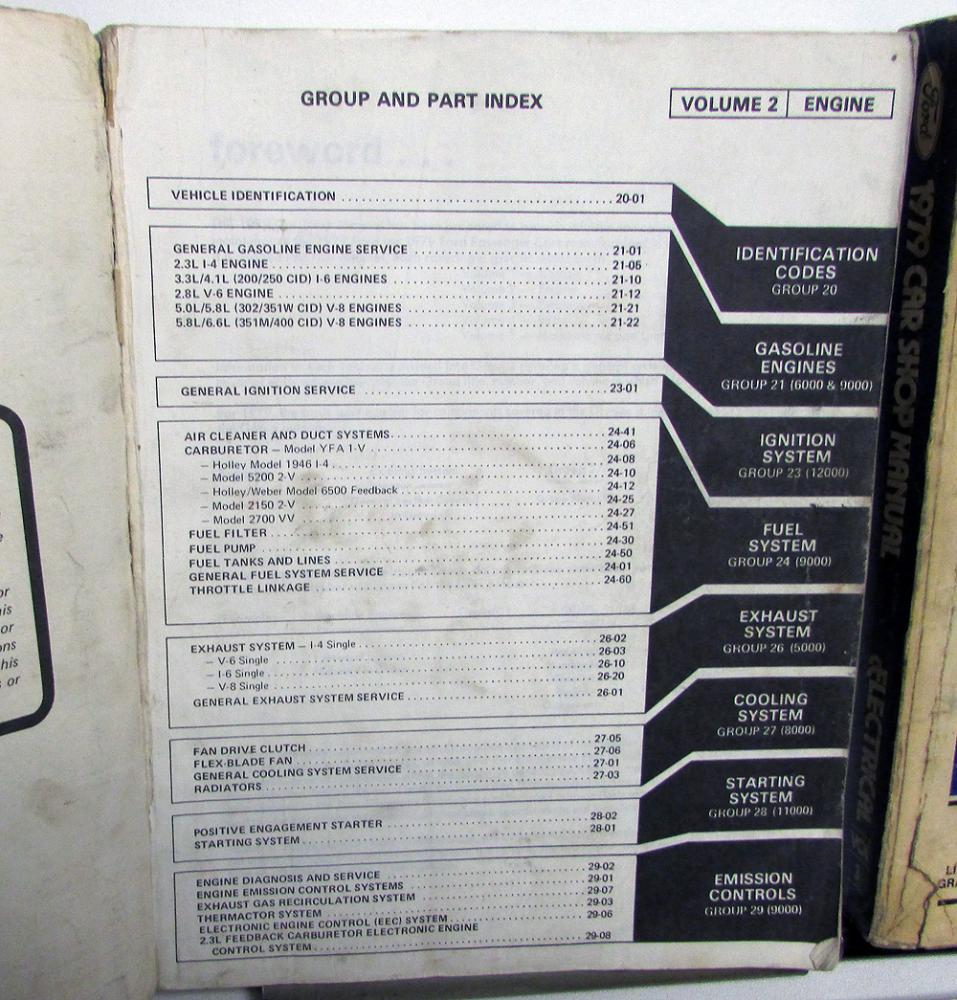 GROUP AND PART INDEX
VOLUME 2 ENGINE
foreword . . .
VEHICLE IDENTIFICATION 20-01
GENERAL GASOLINE ENGINE SERVICE 21-01
2.3L I-4 ENGINE 21-05
3.3L/4.1L (200/250 CID) I-6 ENGINES 21-10
2.8L V-6 ENGINE 21-12
5.0L/5.8L (302/351W CID) V-8 ENGINES 21-21
5.8L/6.6L (351M/400 CID) V-8 ENGINES 21-22
GENERAL IGNITION SERVICE 23-01
AIR CLEANER AND DUCT SYSTEMS 24-41
CARBURETOR – Model YFA 1-V 24-06
– Holley Model 1946 I-4 24-08
– Model 5200 2-V 24-10
– Holley/Weber Model 6500 Feedback 24-12
– Model 2150 2-V 24-25
– Model 2700 VV 24-27
FUEL FILTER 24-51
FUEL PUMP 24-30
FUEL TANKS AND LINES 24-50
GENERAL FUEL SYSTEM SERVICE 24-01
THROTTLE LINKAGE 24-60
EXHAUST SYSTEM – I-4 Single 26-02
– V-6 Single 26-03
– I-6 Single 26-10
– V-8 Single 26-20
GENERAL EXHAUST SYSTEM SERVICE 26-01
FAN DRIVE CLUTCH 27-05
FLEX-BLADE FAN 27-06
GENERAL COOLING SYSTEM SERVICE 27-01
RADIATORS 27-03
POSITIVE ENGAGEMENT STARTER 28-02
STARTING SYSTEM 28-01
ENGINE DIAGNOSIS AND SERVICE 29-02
ENGINE EMISSION CONTROL SYSTEMS 29-01
EXHAUST GAS RECIRCULATION SYSTEM 29-07
THERMACTOR SYSTEM 29-03
ELECTRONIC ENGINE CONTROL (EEC) SYSTEM 29-06
2.3L FEEDBACK CARBURETOR ELECTRONIC ENGINE
CONTROL SYSTEM 29-08
IDENTIFICATION
CODES
GROUP 20
GASOLINE
ENGINES
GROUP 21 (6000 & 9000)
IGNITION
SYSTEM
GROUP 23 (12000)
FUEL
SYSTEM
GROUP 24 (9000)
EXHAUST
SYSTEM
GROUP 26 (5000)
COOLING
SYSTEM
GROUP 27 (8000)
STARTING
SYSTEM
GROUP 28 (11000)
EMISSION
CONTROLS
GROUP 29 (9000)
Ford
1979 CAR SHOP MANUAL
ELECTRICAL
or